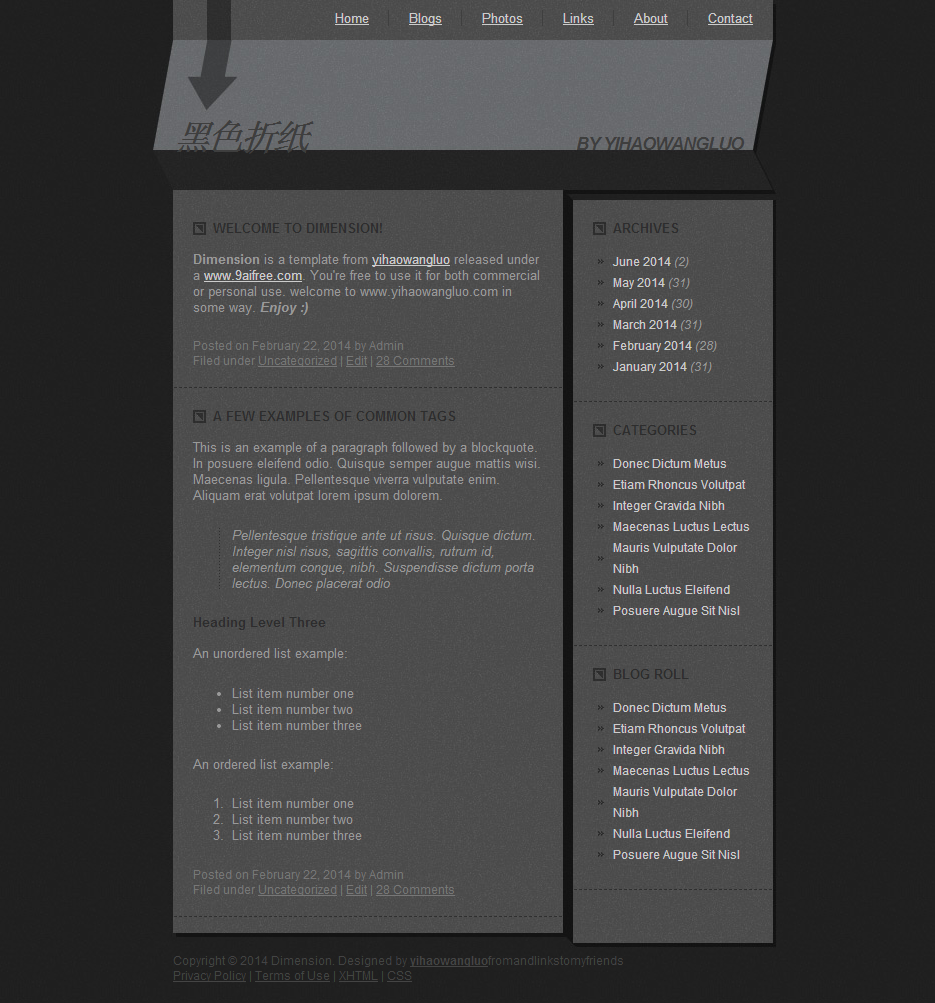 Home Blogs Photos Links About Contact
黑色折纸
BY YIHAOWANGLUO
WELCOME TO DIMENSION!
Dimension is a template from yihaowangluo released under
a www.9aifree.com. You're free to use it for both commercial
or personal use. welcome to www.yihaowangluo.com in
some way. Enjoy :)
Posted on February 22, 2014 by Admin
Filed under Uncategorized | Edit | 28 Comments
A FEW EXAMPLES OF COMMON TAGS
This is an example of a paragraph followed by a blockquote.
In posuere eleifend odio. Quisque semper augue mattis wisi.
Maecenas ligula. Pellentesque viverra vulputate enim.
Aliquam erat volutpat lorem ipsum dolorem.
Pellentesque tristique ante ut risus. Quisque dictum.
Integer nisl risus, sagittis convallis, rutrum id,
elementum congue, nibh. Suspendisse dictum porta
lectus. Donec placerat odio
Heading Level Three
An unordered list example:
• List item number one
• List item number two
• List item number three
An ordered list example:
1. List item number one
2. List item number two
3. List item number three
Posted on February 22, 2014 by Admin
Filed under Uncategorized | Edit | 28 Comments
ARCHIVES
June 2014 (2)
May 2014 (31)
April 2014 (30)
March 2014 (31)
February 2014 (28)
January 2014 (31)
CATEGORIES
Donec Dictum Metus
Etiam Rhoncus Volutpat
Integer Gravida Nibh
Maecenas Luctus Lectus
Mauris Vulputate Dolor
Nibh
Nulla Luctus Eleifend
Posuere Augue Sit Nisl
BLOG ROLL
Donec Dictum Metus
Etiam Rhoncus Volutpat
Integer Gravida Nibh
Maecenas Luctus Lectus
Mauris Vulputate Dolor
Nibh
Nulla Luctus Eleifend
Posuere Augue Sit Nisl
Copyright © 2014 Dimension. Designed by yihaowangluofromandlinkstomyfriends
Privacy Policy | Terms of Use | XHTML | CSS